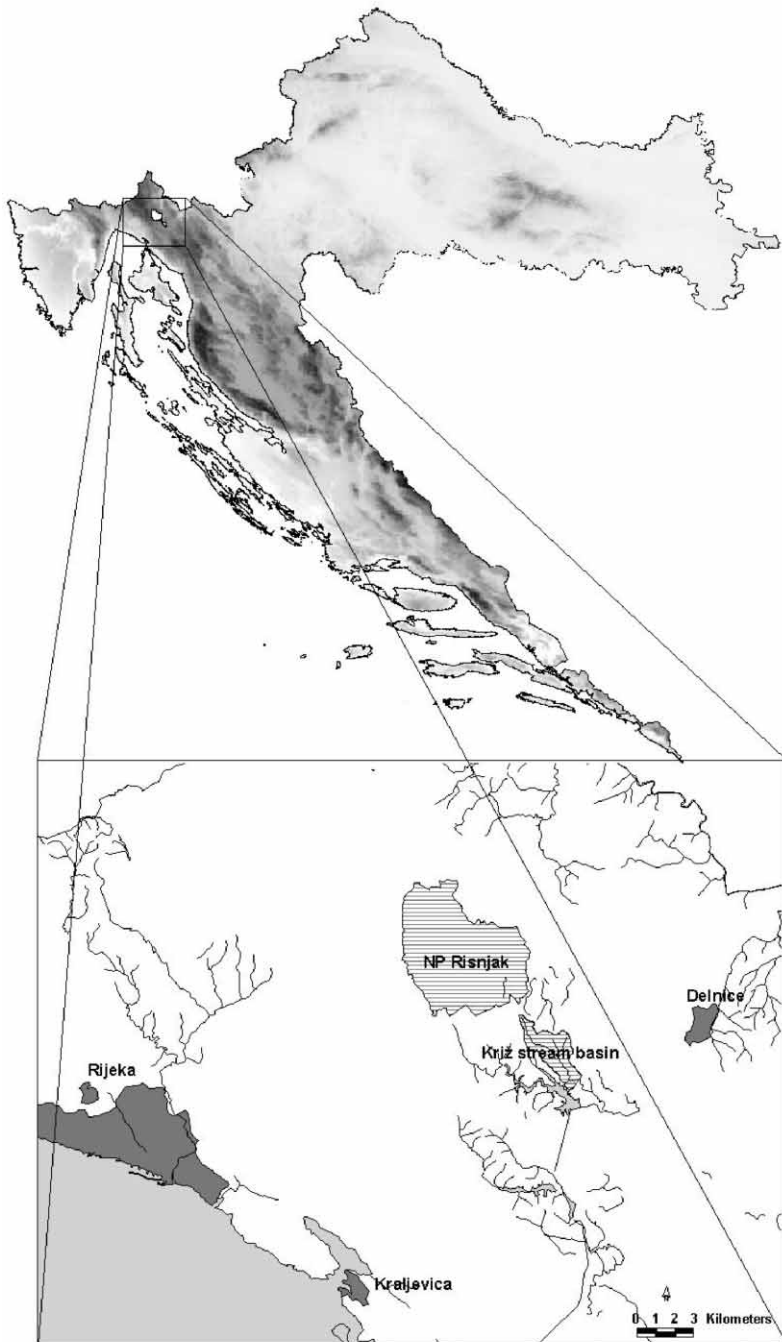 NP Risnjak
Delnice
Križ stream basin
Rijeka
Kraljevica
0 1 2 3 Kilometers